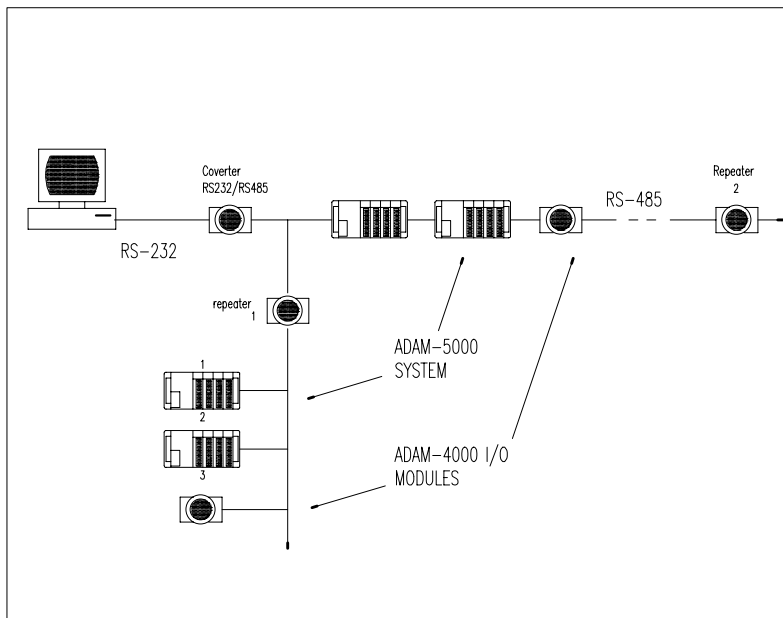 Coverter
RS232/RS485
Repeater
2
RS-485
RS-232
repeater
1
ADAM-5000
SYSTEM
1
2
3
ADAM-4000 I/O
MODULES